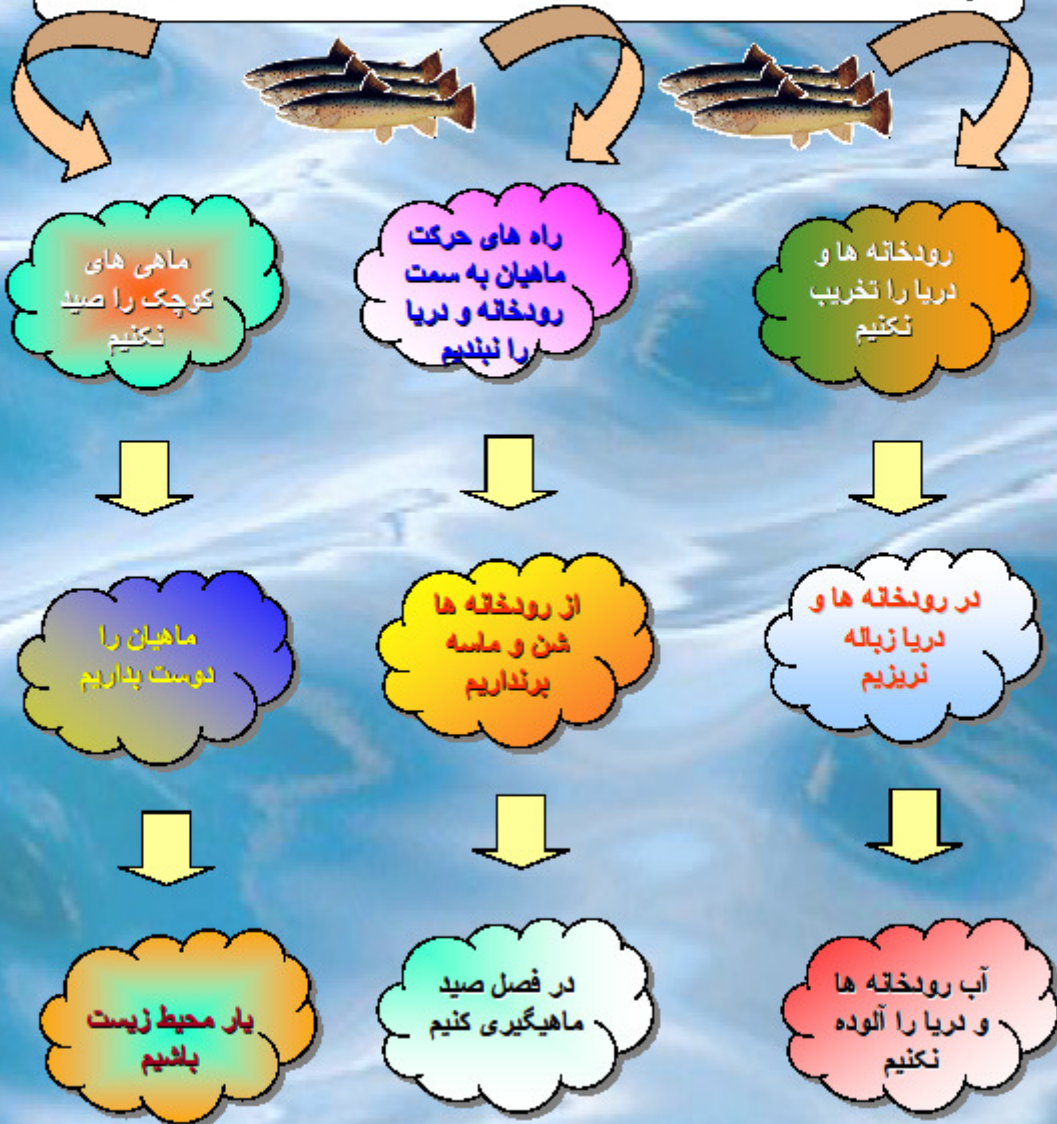 رودخانه ها و
دریا را تخریب
نکنیم
راه های حرکت
ماهیان به سمت
رودخانه و دریا
را نبندیم
ماهی های
کوچک را صید
نکنیم
در رودخانه ها و
دریا زباله
نریزیم
از رودخانه ها
شن و ماسه
برنداریم
ماهیان را
دوست بداریم
آب رودخانه ها
و دریا را آلوده
نکنیم
در فصل صید
ماهیگیری کنیم
یار محیط زیست
باشیم